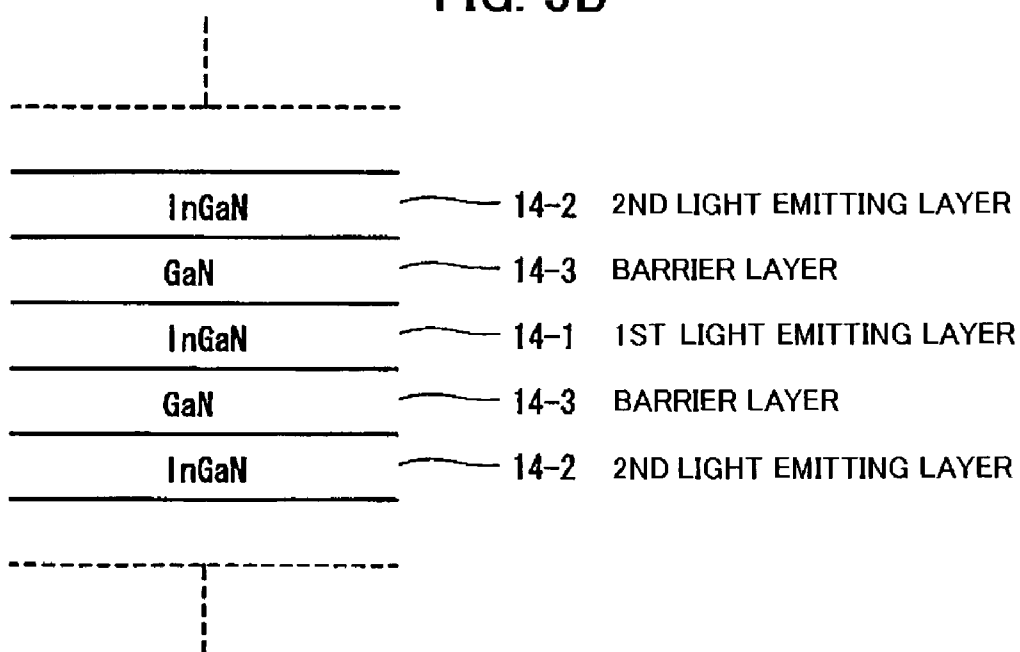 InGaN 14-2 2ND LIGHT EMITTING LAYER
GaN 14-3 BARRIER LAYER
InGaN 14-1 1ST LIGHT EMITTING LAYER
GaN 14-3 BARRIER LAYER
InGaN 14-2 2ND LIGHT EMITTING LAYER